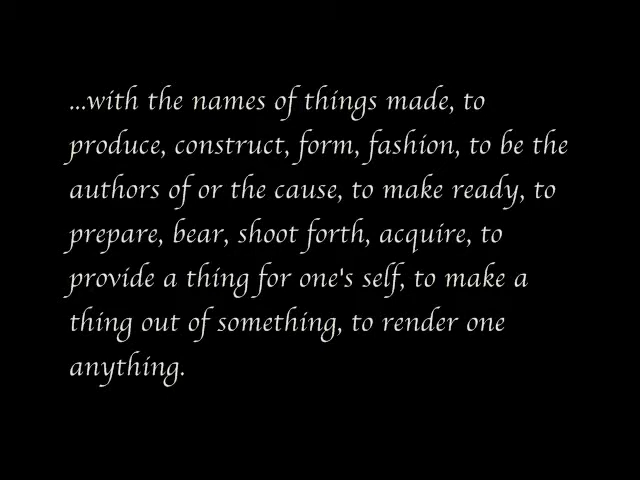 ...with the names of things made, to
produce, construct, form, fashion, to be the
authors of or the cause, to make ready, to
prepare, bear, shoot forth, acquire, to
provide a thing for one's self, to make a
thing out of something, to render one
anything.